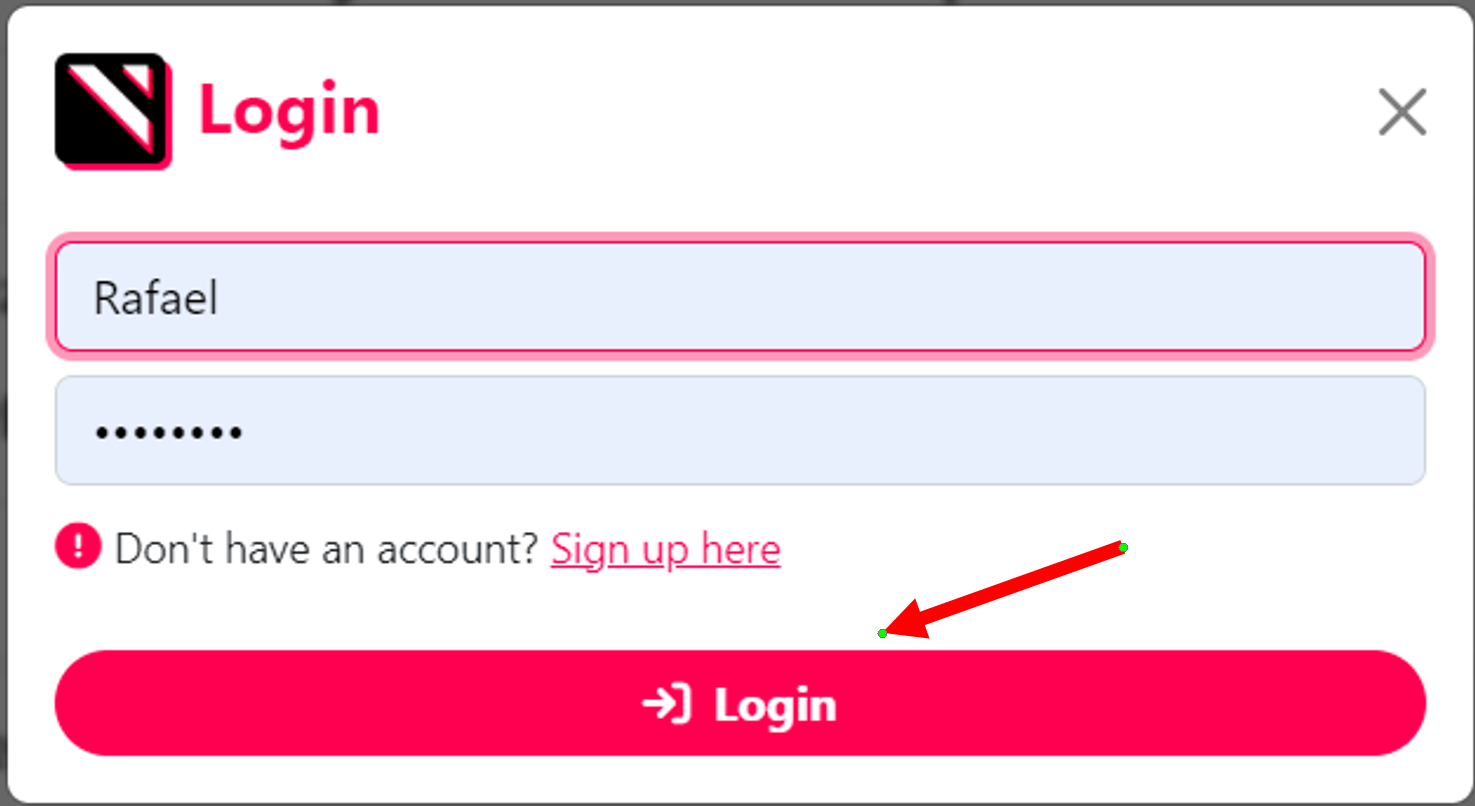 Login
Rafael
••••••••
Don't have an account? Sign up here
Login